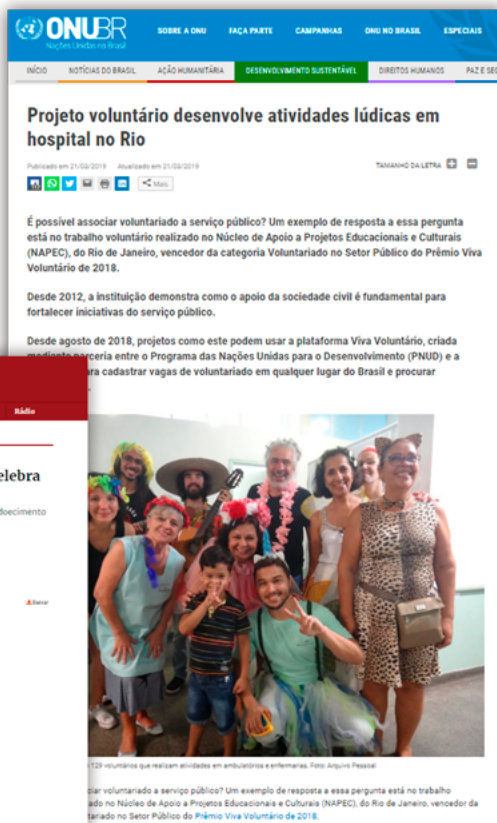 ONUBR
Nações Unidas no Brasil
SOBRE A ONU FAÇA PARTE CAMPANHAS ONU NO BRASIL ESPECIAIS
INÍCIO NOTÍCIAS DO BRASIL AÇÃO HUMANITÁRIA DESENVOLVIMENTO SUSTENTÁVEL DIREITOS HUMANOS PAZ E SEG
Projeto voluntário desenvolve atividades lúdicas em
hospital no Rio
Publicado em 21/03/2019 Atualizado em 21/03/2019
TAMANHO DA LETRA
Mais
É possível associar voluntariado a serviço público? Um exemplo de resposta a essa pergunta
está no trabalho voluntário realizado no Núcleo de Apoio a Projetos Educacionais e Culturais
(NAPEC), do Rio de Janeiro, vencedor da categoria Voluntariado no Setor Público do Prêmio Viva
Voluntário de 2018.
Desde 2012, a instituição demonstra como o apoio da sociedade civil é fundamental para
fortalecer iniciativas do serviço público.
Desde agosto de 2018, projetos como este podem usar a plataforma Viva Voluntário, criada
mediante parceria entre o Programa das Nações Unidas para o Desenvolvimento (PNUD) e a
ara cadastrar vagas de voluntariado em qualquer lugar do Brasil e procurar
Rádio
elebra
doecimento
Baixar
129 voluntários que realizam atividades em ambulatórios e enfermarias. Foto: Arquivo Pessoal
ciar voluntariado a serviço público? Um exemplo de resposta a essa pergunta está no trabalho
ado no Núcleo de Apoio a Projetos Educacionais e Culturais (NAPEC), do Rio de Janeiro, vencedor da
tariado no Setor Público do Prêmio Viva Voluntário de 2018.